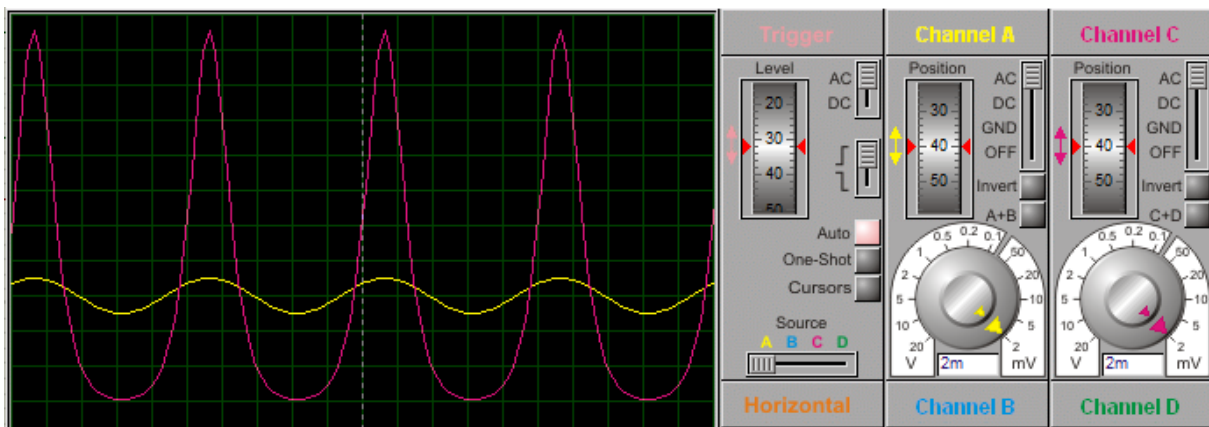 Trigger
Level
AC
DC
20
30
40
50
Auto
One-Shot
Cursors
Source
A B C D
Horizontal
Channel A
Position
AC
DC
GND
OFF
30
40
50
Invert
A+B
0.5 0.2 0.1
1 50
2 20
5 10
10 5
20 2
V 2m mV
Channel B
Channel C
Position
AC
DC
GND
OFF
30
40
50
Invert
C+D
0.5 0.2 0.1
1 50
2 20
5 10
10 5
20 2
V 2m mV
Channel D